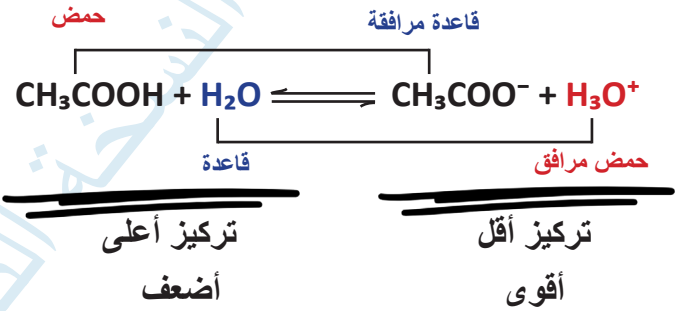 حمض قاعدة مرافقة
CH₃COOH + H₂O ⇌ CH₃COO⁻ + H₃O⁺
قاعدة حمض مرافق
تركيز أعلى تركيز أقل
أضعف أقوى